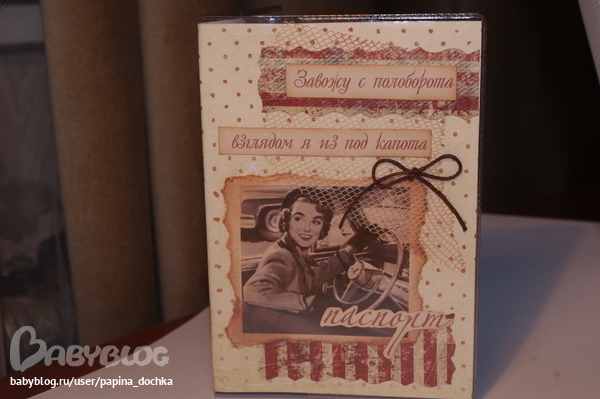 Завожу с полоборота
взглядом я из под капота
паспорт
BABYBLOG
babyblog.ru/user/papina_dochka